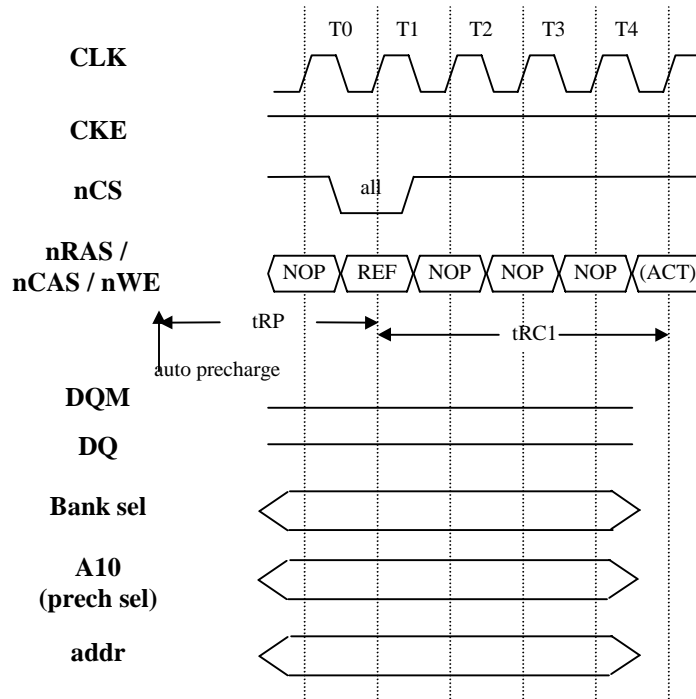 T0 T1 T2 T3 T4
CLK
CKE
nCS
all
nRAS /
nCAS / nWE
NOP REF NOP NOP NOP (ACT)
tRP
tRC1
auto precharge
DQM
DQ
Bank sel
A10
(prech sel)
addr